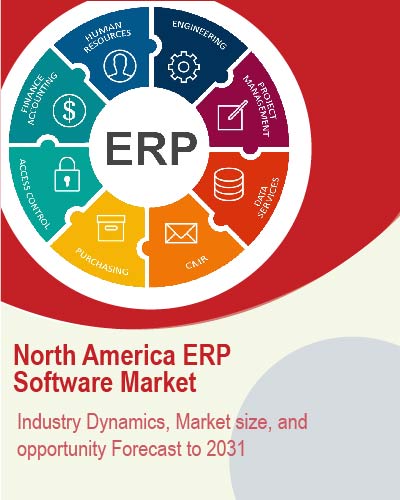 HUMAN
RESOURCES
ENGINEERING
PROJECT
MANAGEMENT
DATA
SERVICES
C/LIR
PURCHASING
ACCESS CONTROL
FINANCE
ACCOUNTING
$
ERP
North America ERP
Software Market
Industry Dynamics, Market size, and
opportunity Forecast to 2031